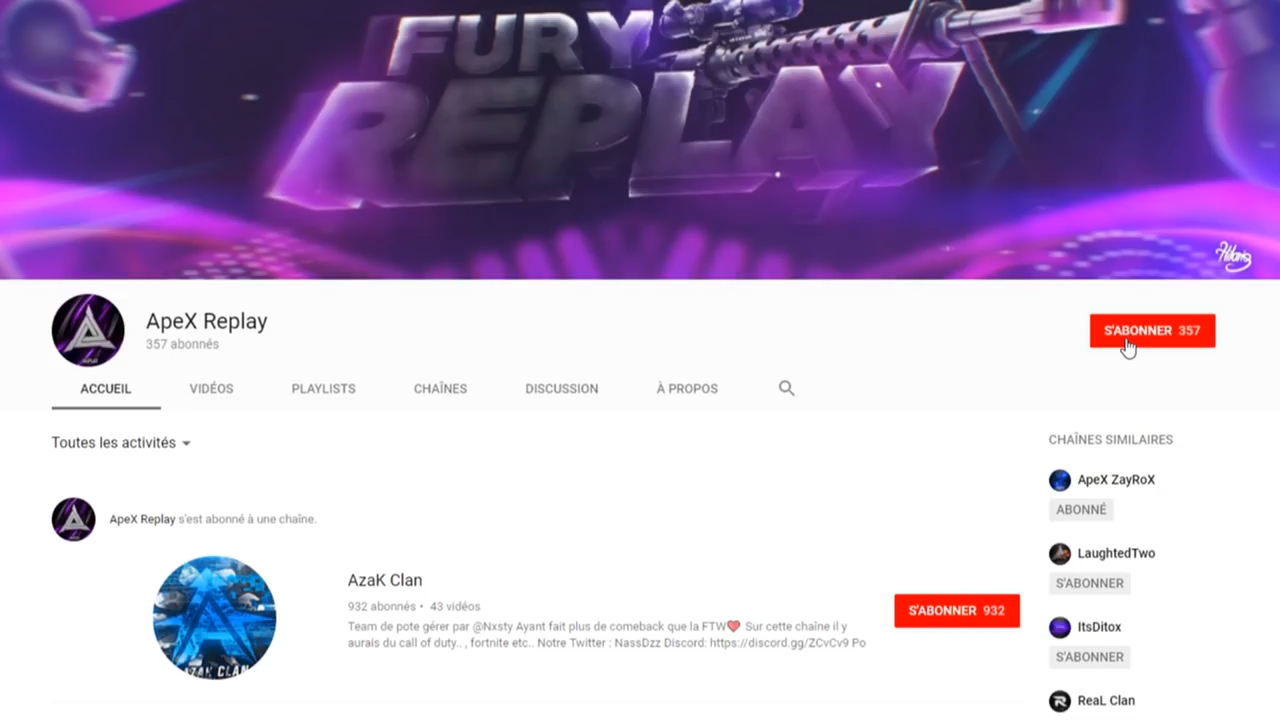 FURY
REPLAY
ApeX Replay
357 abonnés
S'ABONNER 357
ACCUEIL VIDÉOS PLAYLISTS CHAÎNES DISCUSSION À PROPOS
Toutes les activités
CHAÎNES SIMILAIRES
ApeX ZayRoX
ABONNÉ
ApeX Replay s'est abonné à une chaîne.
LaughtedTwo
S'ABONNER
AzaK Clan
932 abonnés • 43 vidéos
S'ABONNER 932
Team de pote gérer par @Nxsty Ayant fait plus de comeback que la FTW❤ Sur cette chaîne il y
aurais du call of duty.. , fortnite etc.. Notre Twitter : NassDzz Discord: https://discord.gg/ZCvCv9 Po
AZAK CLAN
ItsDitox
S'ABONNER
ReaL Clan